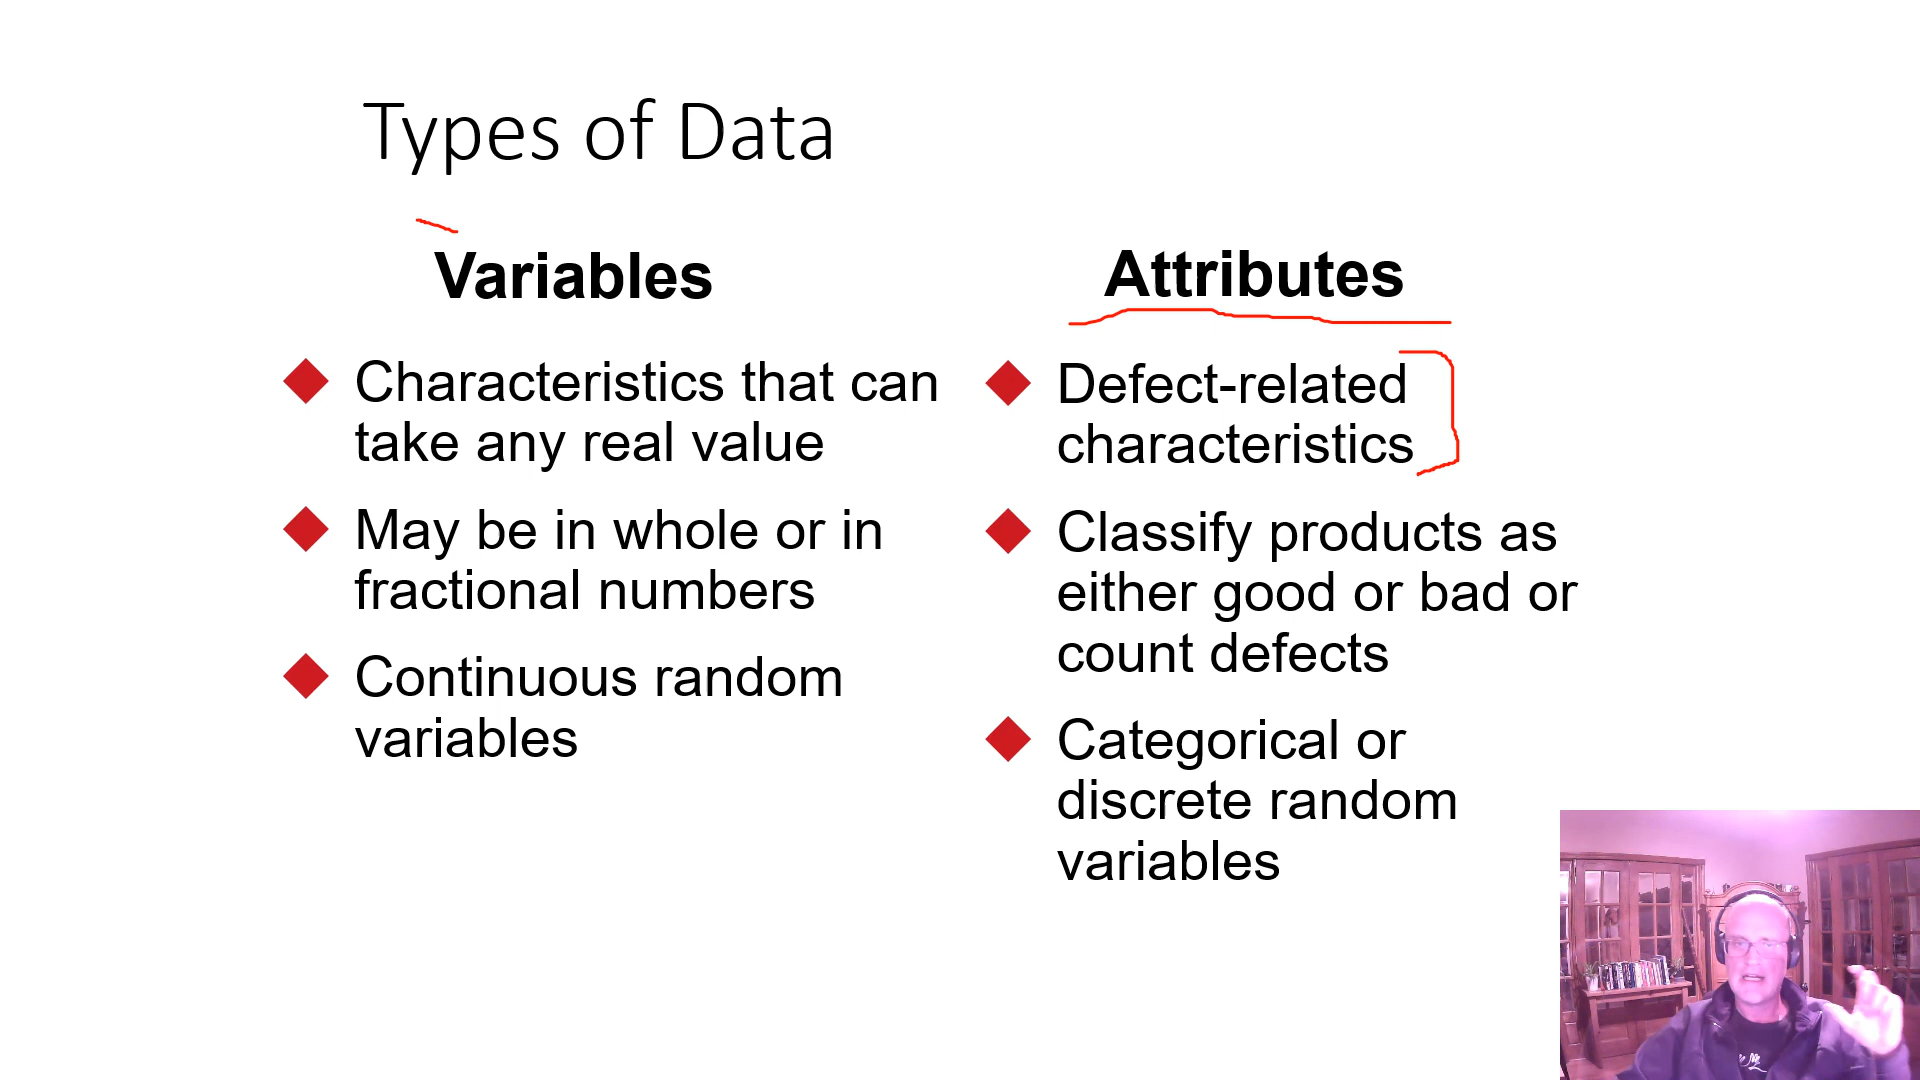 Types of Data
Variables
Characteristics that can
take any real value
May be in whole or in
fractional numbers
Continuous random
variables
Attributes
Defect-related
characteristics
Classify products as
either good or bad or
count defects
Categorical or
discrete random
variables